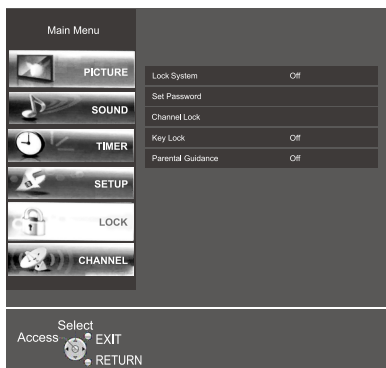 Main Menu
PICTURE
SOUND
TIMER
SETUP
LOCK
CHANNEL
Lock System Off
Set Password
Channel Lock
Key Lock Off
Parental Guidance Off
Select
Access EXIT
RETURN